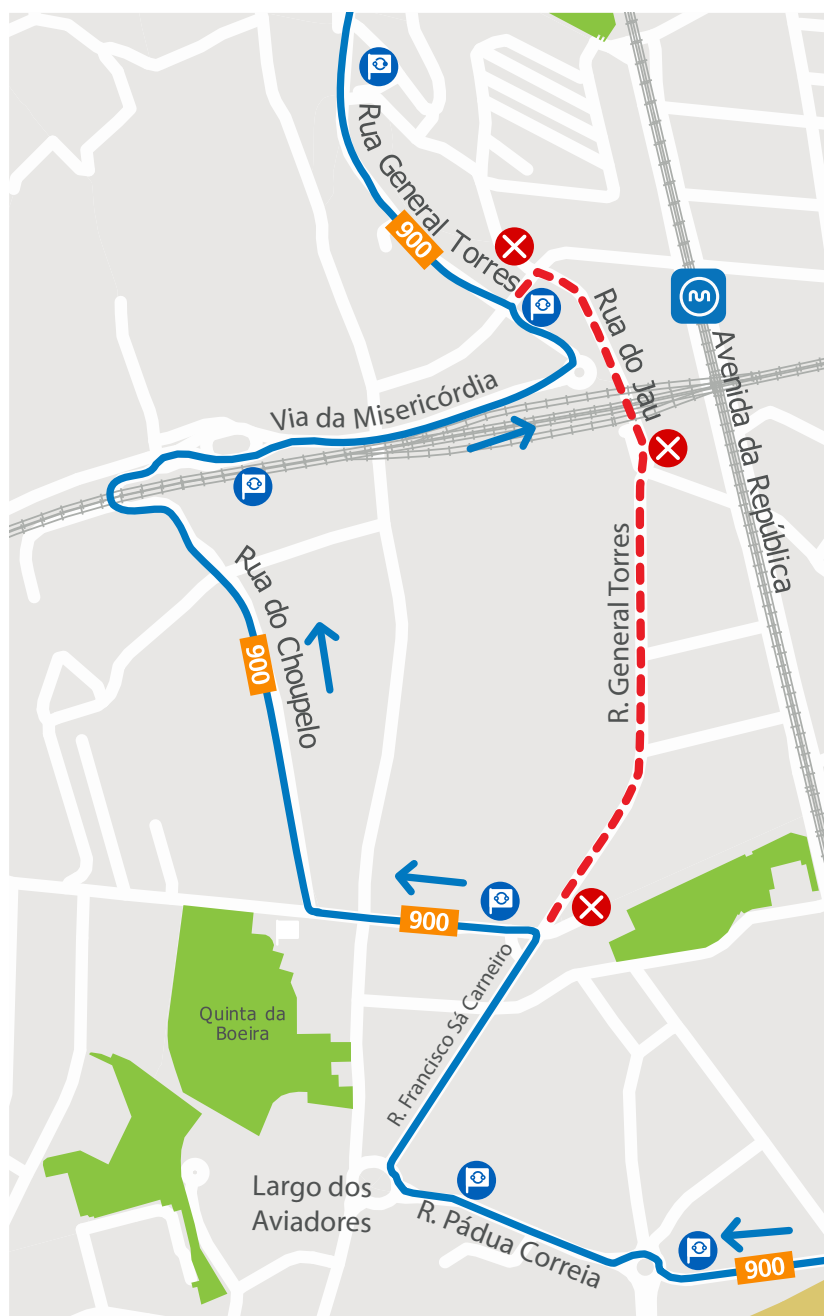 Rua General Torres
900
Rua do Jau
Avenida da República
Via da Misericórdia
R. General Torres
Rua do Choupelo
900
900
R. Francisco Sá Carneiro
Quinta da
Boeira
Largo dos
Aviadores
R. Pádua Correia
900